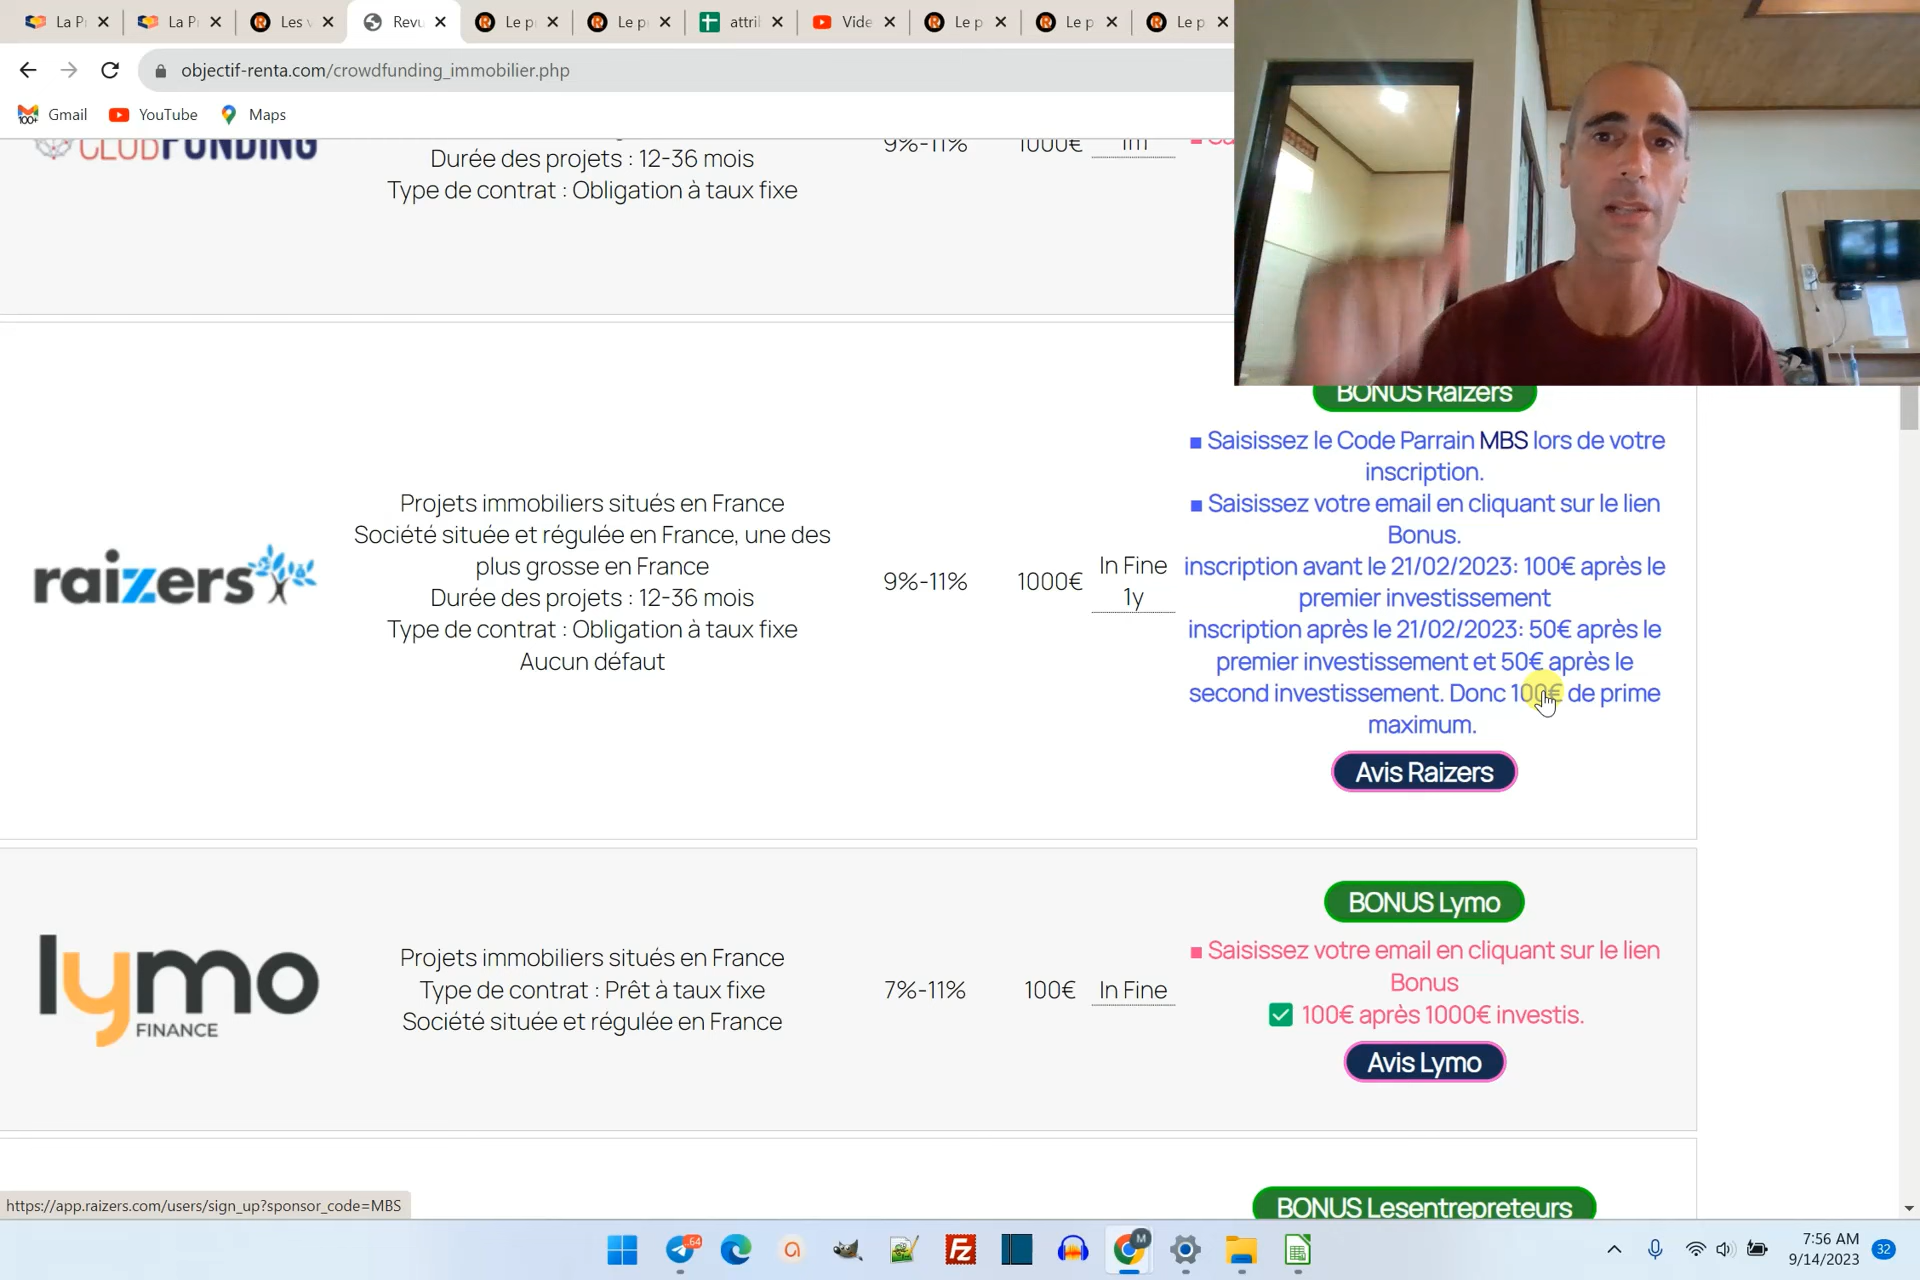 La P
La P
Les v
Revu
Le p
Le p
attri
Vide
Le p
Le p
Le p
objectif-renta.com/crowdfunding_immobilier.php
Gmail
YouTube
Maps
CLUBFUNDING
Durée des projets : 12-36 mois
Type de contrat : Obligation à taux fixe
9%-11%
1000€
1m
BONUS Raizers
■ Saisissez le Code Parrain MBS lors de votre
inscription.
■ Saisissez votre email en cliquant sur le lien
Bonus.
inscription avant le 21/02/2023: 100€ après le
premier investissement
inscription après le 21/02/2023: 50€ après le
premier investissement et 50€ après le
second investissement. Donc 100€ de prime
maximum.
Avis Raizers
raizers
Projets immobiliers situés en France
Société située et régulée en France, une des
plus grosse en France
Durée des projets : 12-36 mois
Type de contrat : Obligation à taux fixe
Aucun défaut
9%-11%
1000€
In Fine
1y
lymo
FINANCE
Projets immobiliers situés en France
Type de contrat : Prêt à taux fixe
Société située et régulée en France
7%-11%
100€
In Fine
BONUS Lymo
■ Saisissez votre email en cliquant sur le lien
Bonus
✅ 100€ après 1000€ investis.
Avis Lymo
BONUS Lesentrepreteurs
https://app.raizers.com/users/sign_up?sponsor_code=MBS
64
M
7:56 AM
9/14/2023
32